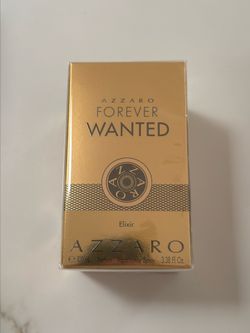 AZZARO
FOREVER
WANTED
AZZARO
Elixir
AZZARO
3.38 Fl. Oz.